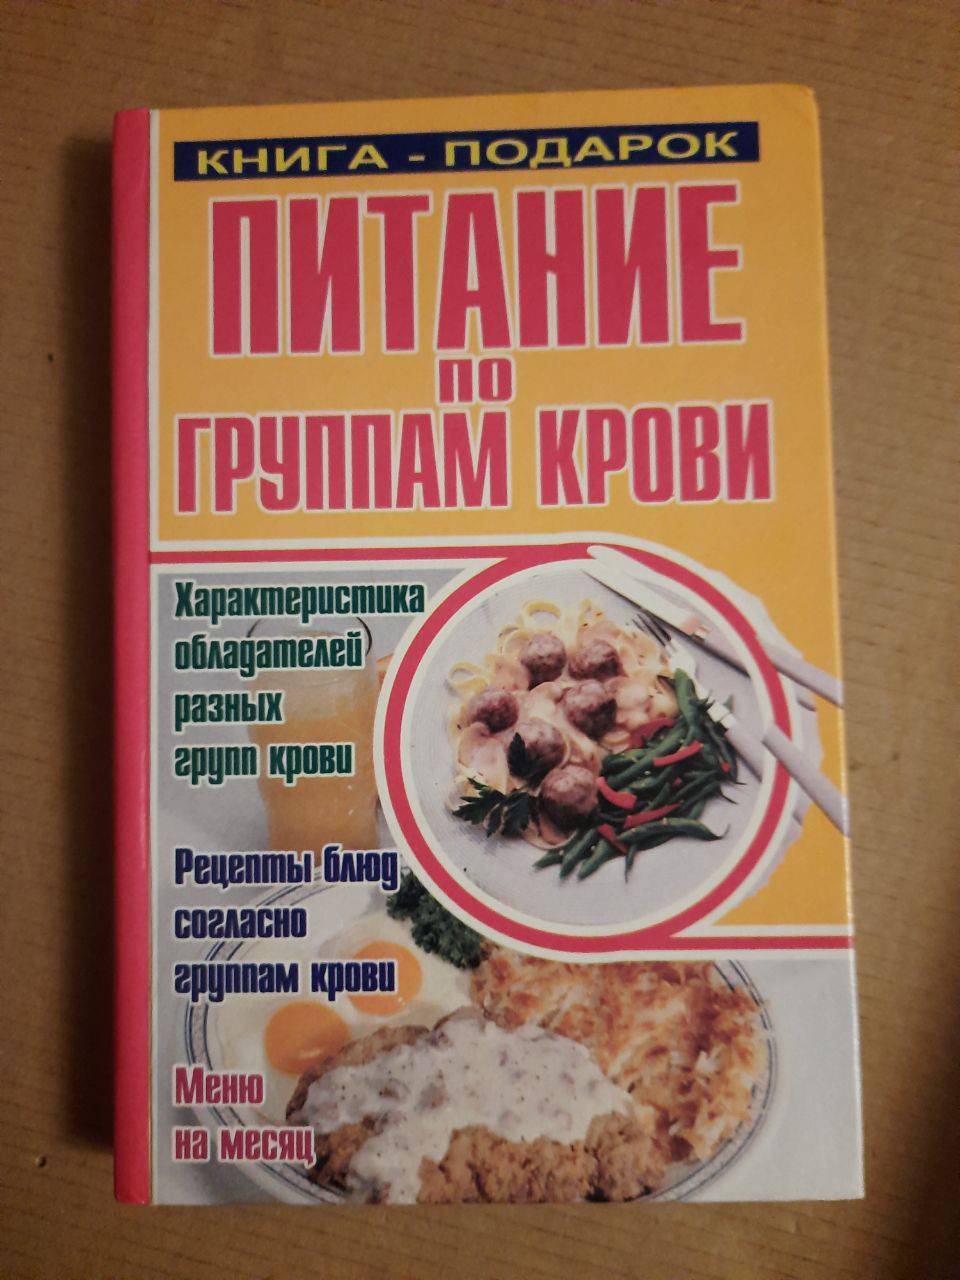 КНИГА - ПОДАРОК
ПИТАНИЕ
ПО
ГРУППАМ КРОВИ
Характеристика
обладателей
разных
групп крови
Рецепты блюд
согласно
группам крови
Меню
на месяц